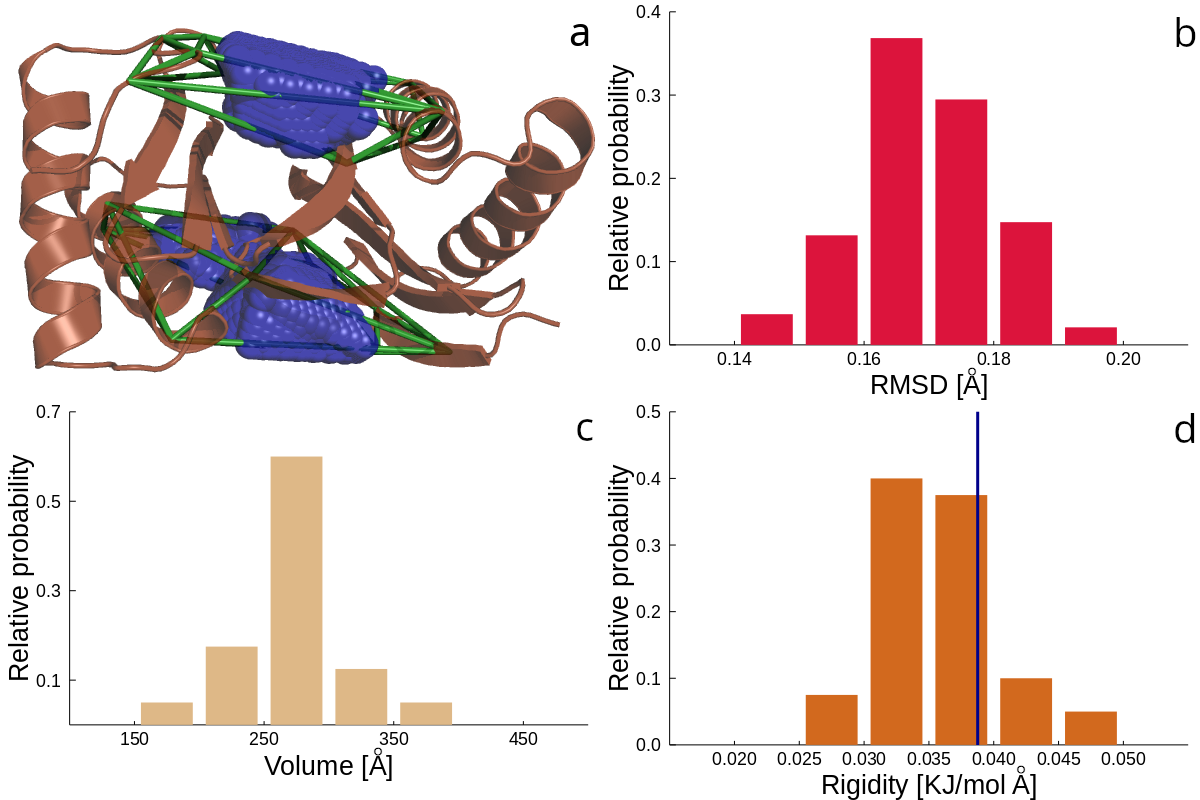 a
b
0.4
0.3
0.2
0.1
0.0
Relative probability
0.14 0.16 0.18 0.20
RMSD [Å]
c
0.7
0.5
0.3
0.1
Relative probability
150 250 350 450
Volume [Å]
d
0.5
0.4
0.3
0.2
0.1
0.0
Relative probability
0.020 0.025 0.030 0.035 0.040 0.045 0.050
Rigidity [KJ/mol Å]